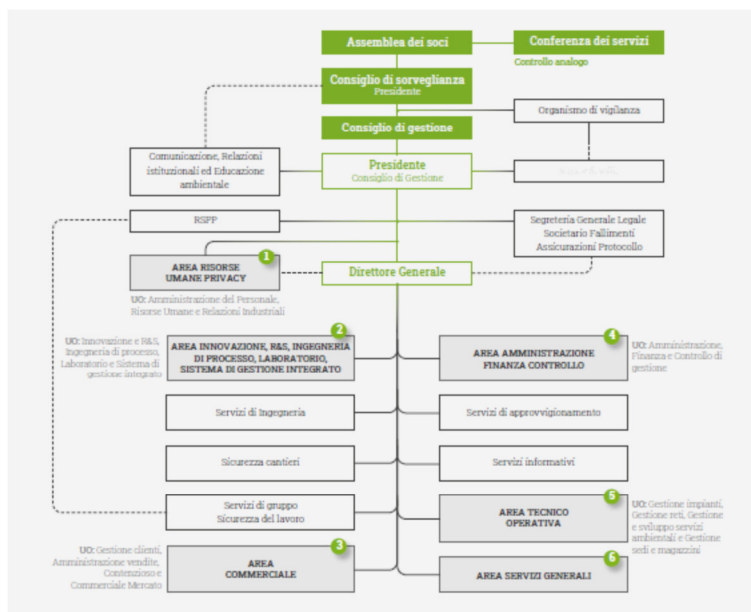 Assemblea dei soci
Conferenza dei servizi
Controllo analogo
Consiglio di sorveglianza
Presidente
Organismo di vigilanza
Consiglio di gestione
Comunicazione, Relazioni
istituzionali ed Educazione
ambientale
Presidente
Consiglio di Gestione
RSPP
Segreteria Generale Legale
Societario Fallimenti
Assicurazioni Protocollo
1
AREA RISORSE
UMANE PRIVACY
Direttore Generale
UO: Amministrazione del Personale,
Risorse Umane e Relazioni Industriali
UO: Innovazione e R&S,
Ingegneria di processo,
Laboratorio e Sistema di
gestione integrato
2
AREA INNOVAZIONE, R&S, INGEGNERIA
DI PROCESSO, LABORATORIO,
SISTEMA DI GESTIONE INTEGRATO
4
AREA AMMINISTRAZIONE
FINANZA CONTROLLO
UO: Amministrazione,
Finanza e Controllo di
gestione
Servizi di Ingegneria
Servizi di approvvigionamento
Sicurezza cantieri
Servizi informativi
Servizi di gruppo
Sicurezza del lavoro
5
AREA TECNICO
OPERATIVA
UO: Gestione impianti,
Gestione reti, Gestione
e sviluppo servizi
ambientali e Gestione
sedi e magazzini
UO: Gestione clienti,
Amministrazione vendite,
Contenzioso e
Commerciale Mercato
3
AREA
COMMERCIALE
6
AREA SERVIZI GENERALI